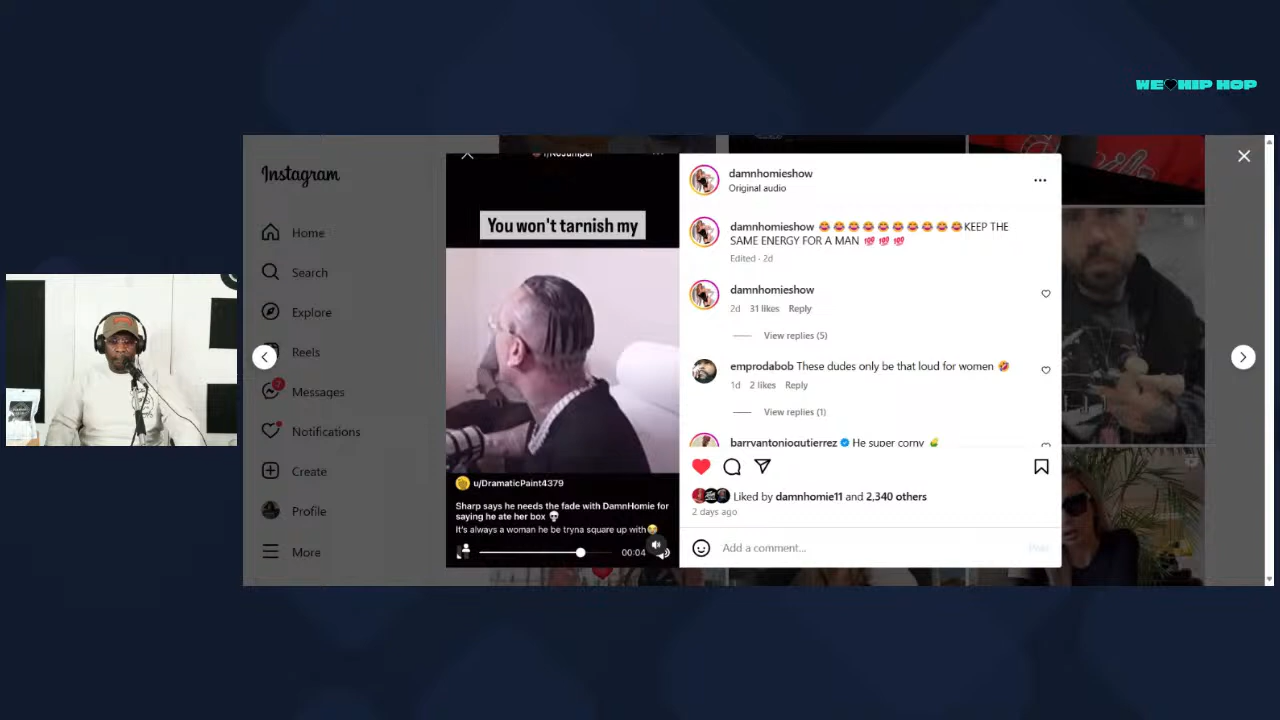 WE🖤HIP HOP
Instagram
Home
Search
Explore
Reels
7
Messages
Notifications
Create
Profile
More
You won't tarnish my
u/DramaticPaint4379
Sharp says he needs the fade with DamnHomie for
saying he ate her box 💀
It's always a woman he be tryna square up with😭
00:04
damnhomieshow
Original audio
damnhomieshow 😂😂😂😂😂😂😂😂😂😂KEEP THE
SAME ENERGY FOR A MAN 💯 💯 💯
Edited · 2d
damnhomieshow
2d 31 likes Reply
View replies (5)
emprodabob These dudes only be that loud for women 🤣
1d 2 likes Reply
View replies (1)
barryantoniogutierrez He super corny 🌽
Liked by damnhomie11 and 2,340 others
2 days ago
Add a comment...
Post